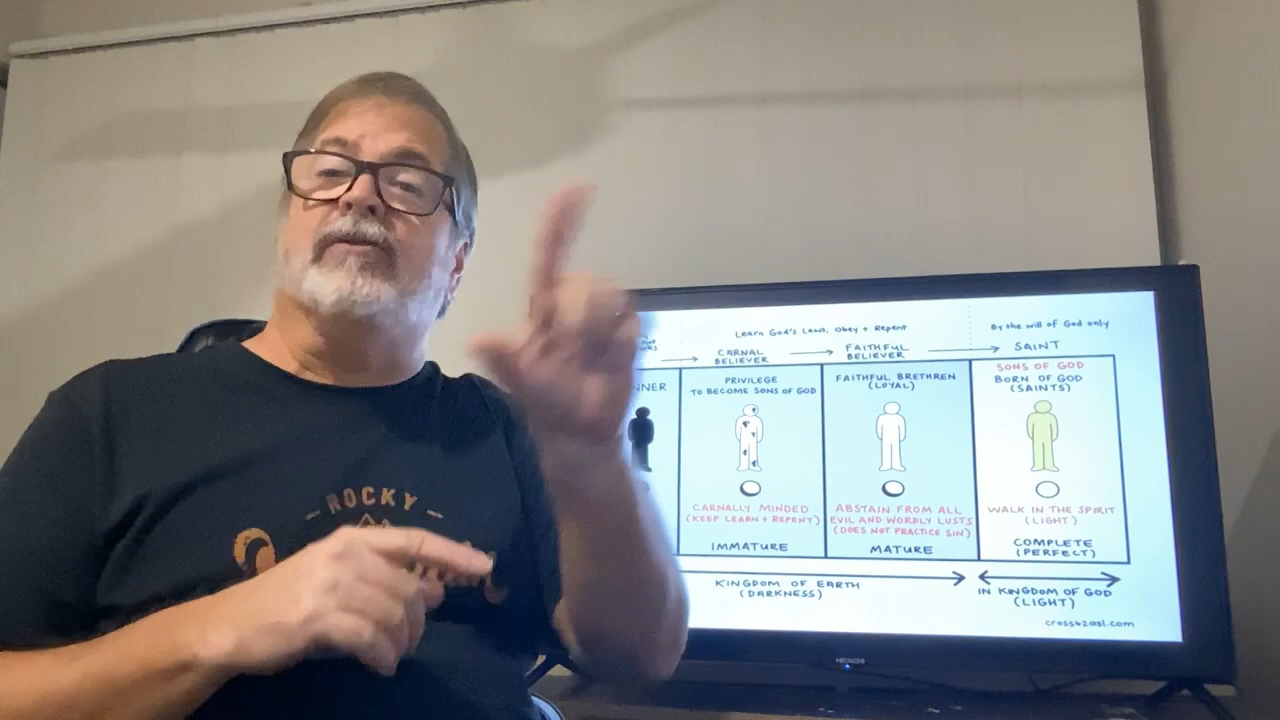 Learn God's Laws, Obey + Repent
By the will of God only
CARNAL
BELIEVER
FAITHFUL
BELIEVER
SAINT
NNER
PRIVILEGE
TO BECOME SONS OF GOD
FAITHFUL BRETHREN
(LOYAL)
SONS OF GOD
BORN OF GOD
(SAINTS)
CARNALLY MINDED
(KEEP LEARN + REPENT)
IMMATURE
ABSTAIN FROM ALL
EVIL AND WORDLY LUSTS
(DOES NOT PRACTICE SIN)
MATURE
WALK IN THE SPIRIT
(LIGHT)
COMPLETE
(PERFECT)
KINGDOM OF EARTH
(DARKNESS)
IN KINGDOM OF GOD
(LIGHT)
cross42asl.com
HITACHI
ROCKY